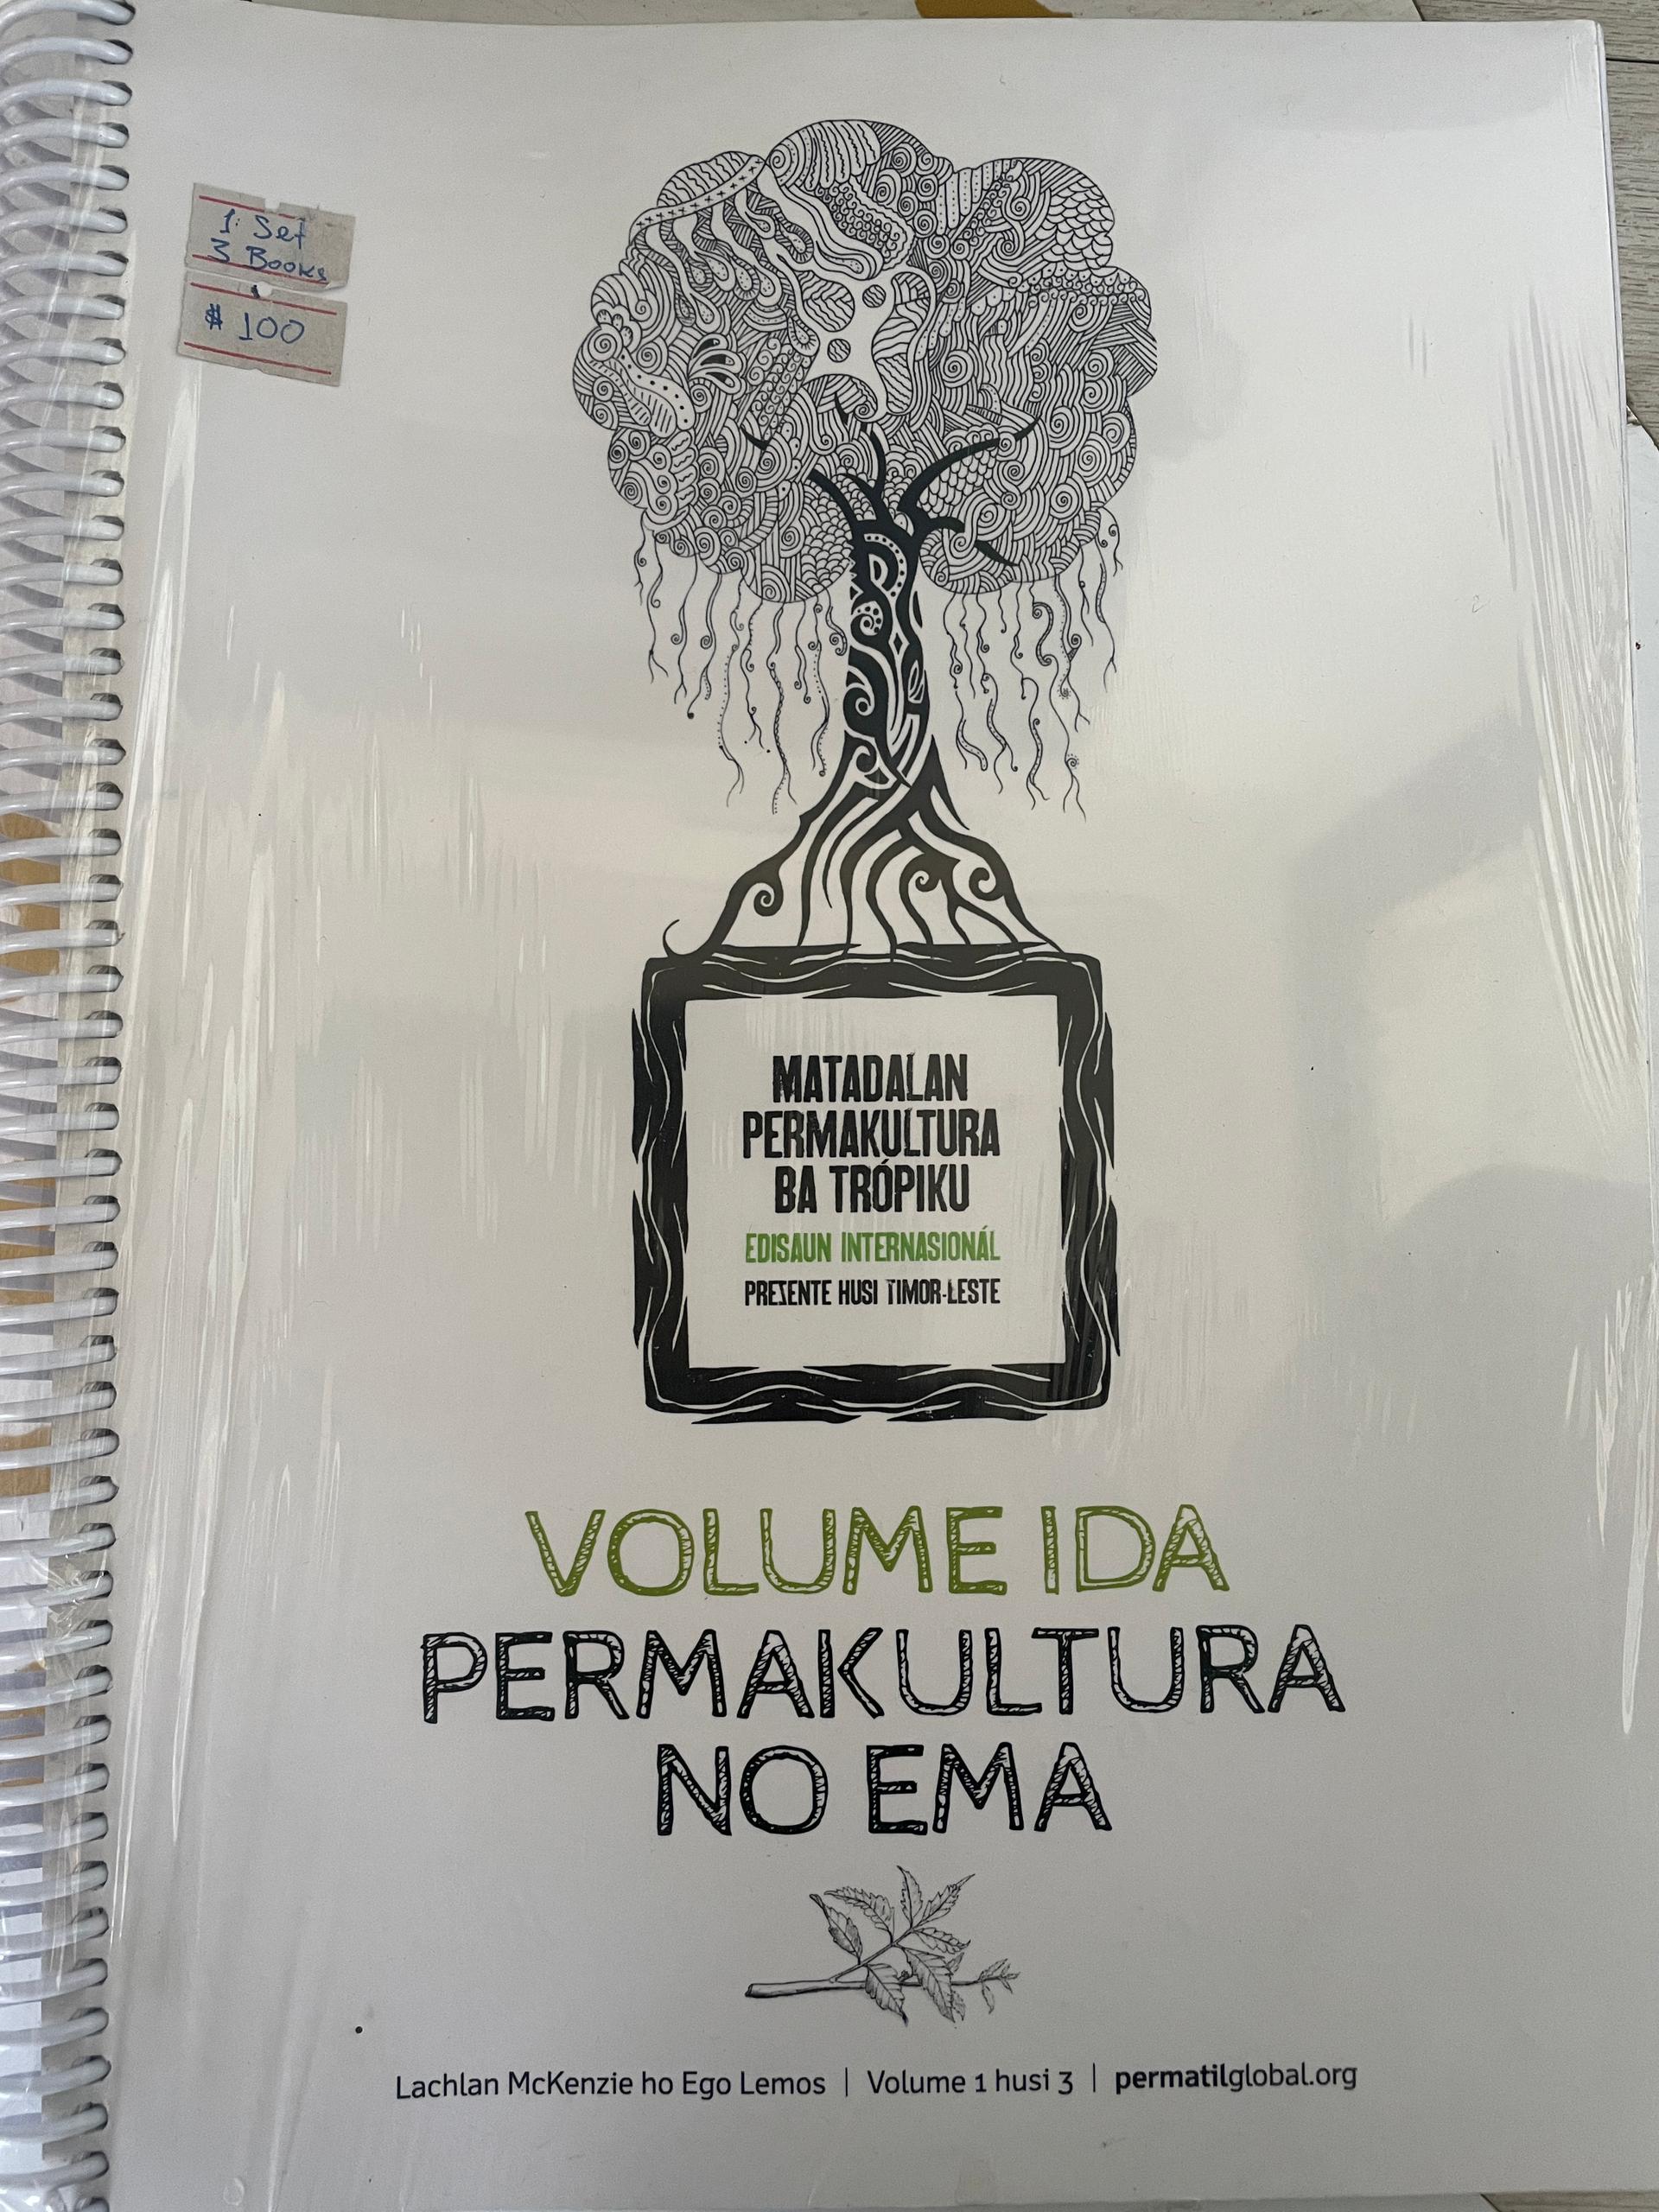 1 Set
3 Books
$ 100
MATADALAN
PERMAKULTURA
BA TRÓPIKU
EDISAUN INTERNASIONÁL
PREZENTE HUSI TIMOR-LESTE
VOLUME IDA
PERMAKULTURA
NO EMA
Lachlan McKenzie ho Ego Lemos | Volume 1 husi 3 | permatilglobal.org